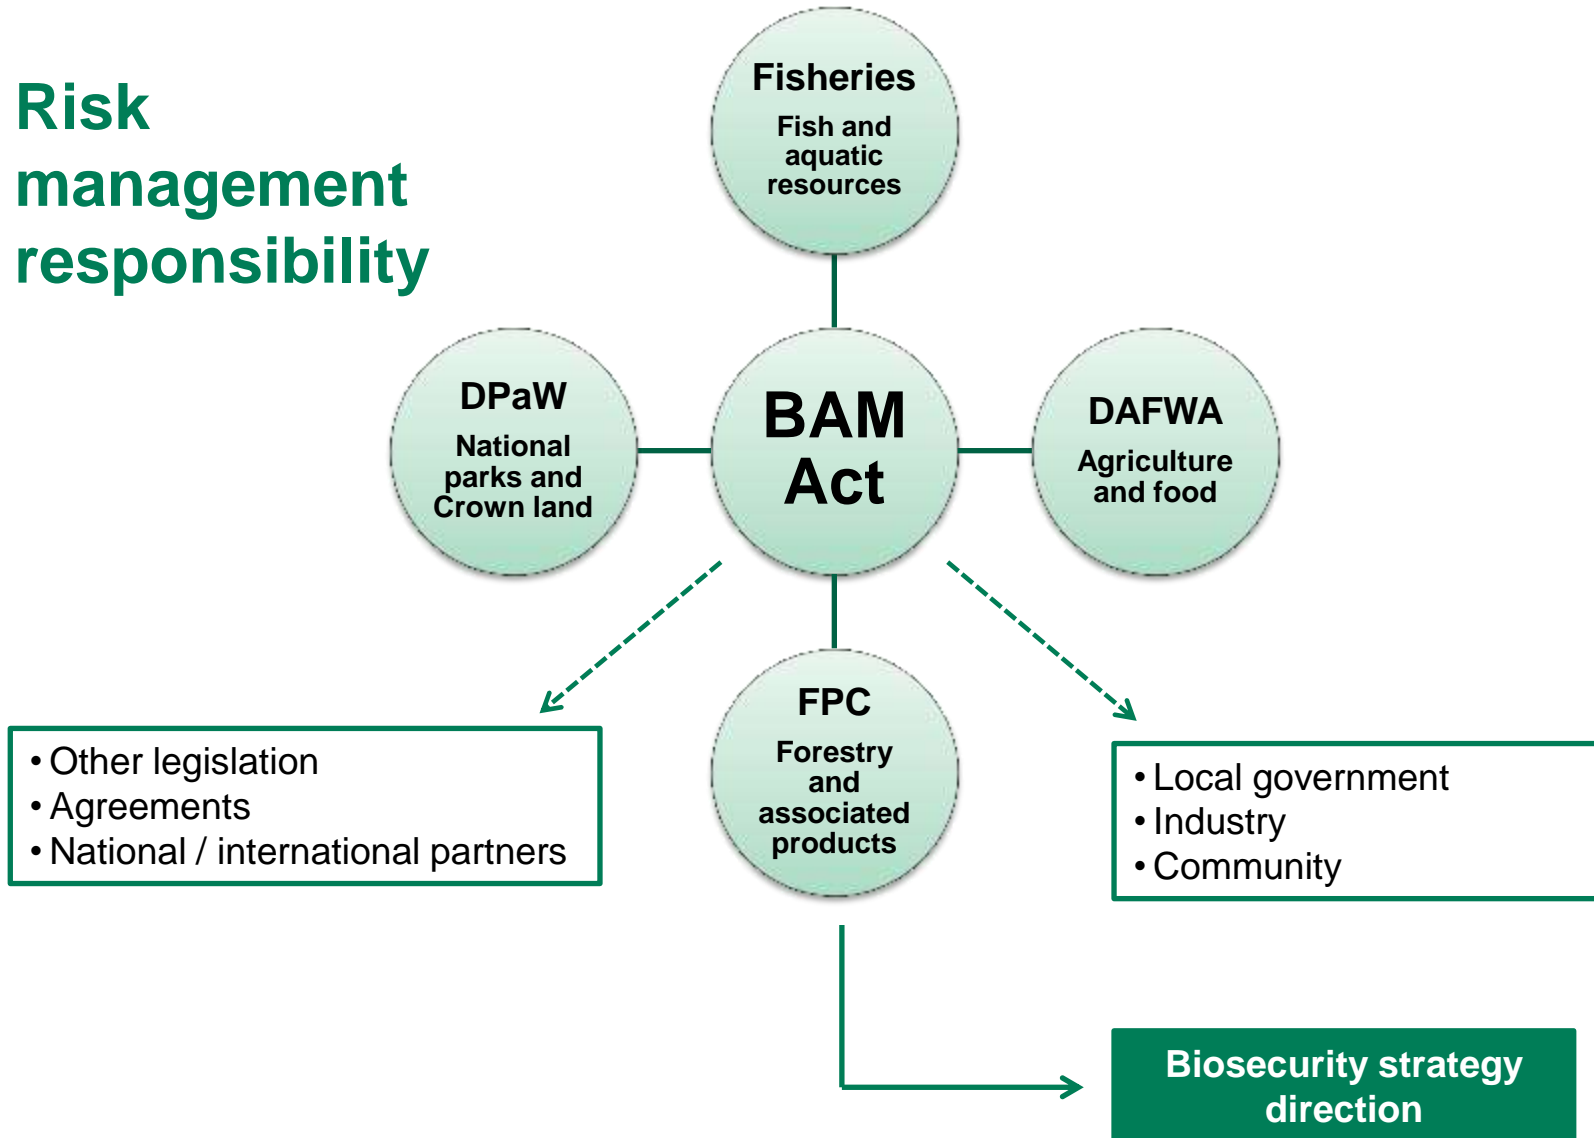 Risk
management
responsibility
Fisheries
Fish and
aquatic
resources
DPaW
National
parks and
Crown land
BAM
Act
DAFWA
Agriculture
and food
FPC
Forestry
and
associated
products
• Other legislation
• Agreements
• National / international partners
• Local government
• Industry
• Community
Biosecurity strategy
direction